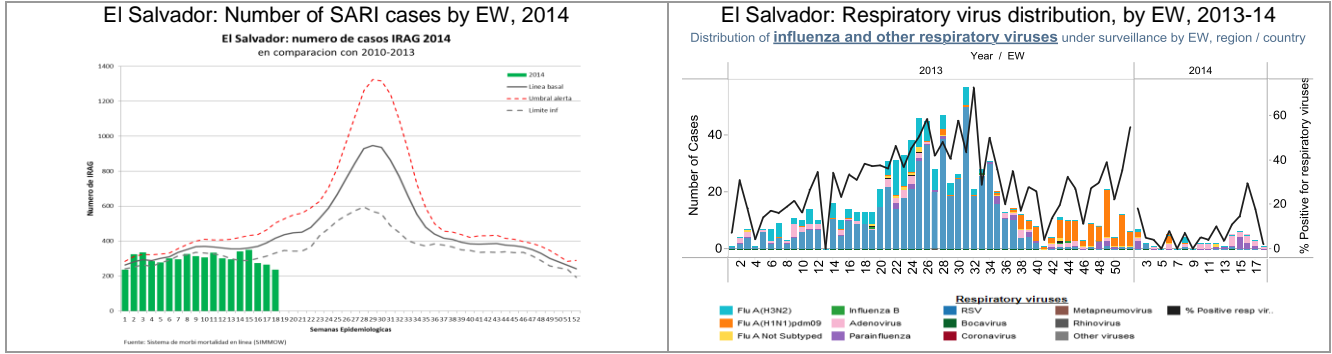 El Salvador: Number of SARI cases by EW, 2014
El Salvador: numero de casos IRAG 2014
en comparacion con 2010-2013
1400
1200
1000
800
600
400
200
0
Numero de IRAG
2014
Linea basal
Umbral alerta
Limite inf
1 2 3 4 5 6 7 8 9 10 11 12 13 14 15 16 17 18 19 20 21 22 23 24 25 26 27 28 29 30 31 32 33 34 35 36 37 38 39 40 41 42 43 44 45 46 47 48 49 50 51 52
Semanas Epidemiologicas
Fuente: Sistema de morbi mortalidad en línea (SIMMOW)
El Salvador: Respiratory virus distribution, by EW, 2013-14
Distribution of influenza and other respiratory viruses under surveillance by EW, region / country
Year / EW
2013 2014
Number of Cases
40
20
0
% Positive for respiratory viruses
60
40
20
0
2 4 6 8 10 12 14 16 18 20 22 24 26 28 30 32 34 36 38 40 42 44 46 48 50 3 5 7 9 11 13 15 17
Respiratory viruses
Flu A(H3N2) Influenza B RSV Metapneumovirus % Positive resp vir..
Flu A(H1N1)pdm09 Adenovirus Bocavirus Rhinovirus
Flu A Not Subtyped Parainfluenza Coronavirus Other viruses